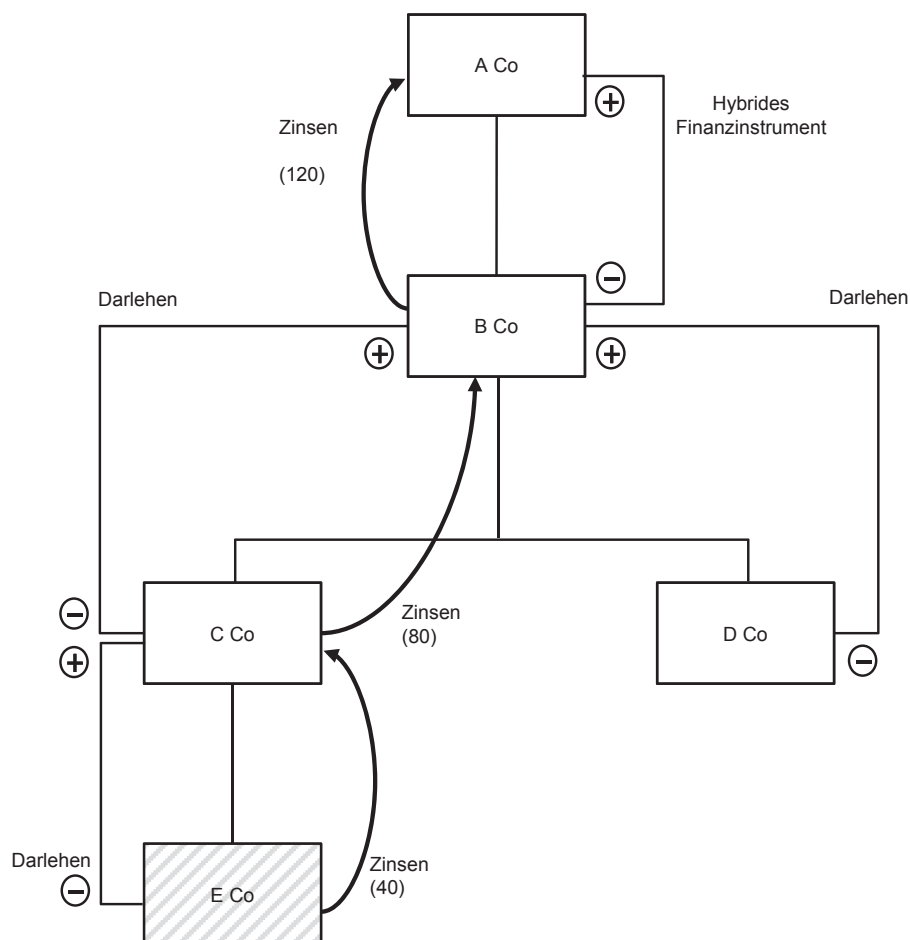 A Co
Zinsen
(120)
+
Hybrides
Finanzinstrument
−
Darlehen
Darlehen
B Co
+
+
−
+
C Co
Zinsen
(80)
D Co
−
Darlehen
−
E Co
Zinsen
(40)